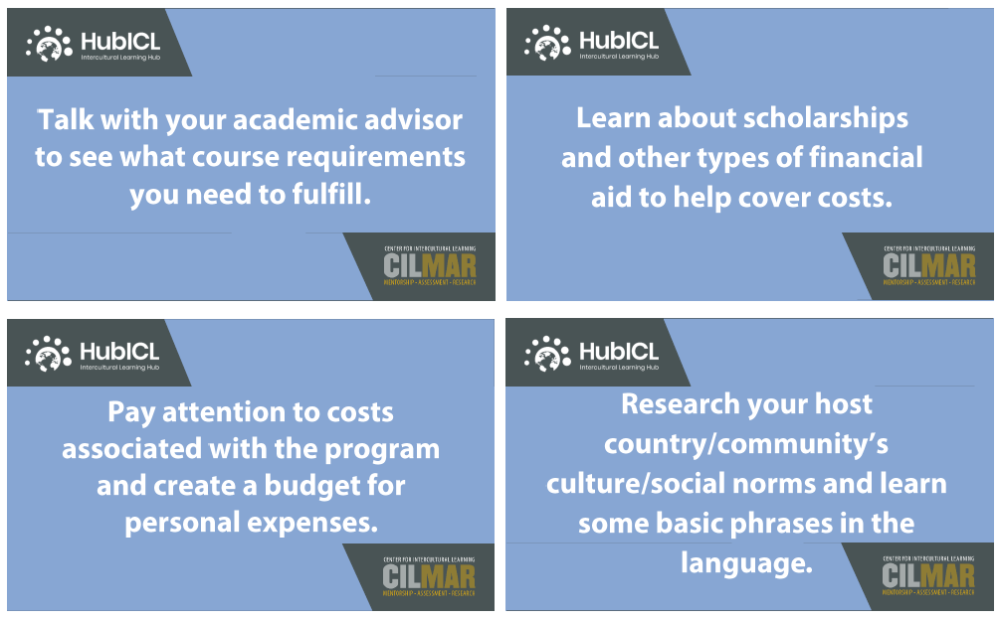 HubICL
Intercultural Learning Hub
Talk with your academic advisor
to see what course requirements
you need to fulfill.
CENTER FOR INTERCULTURAL LEARNING
CILMAR
MENTORSHIP • ASSESSMENT • RESEARCH
HubICL
Intercultural Learning Hub
Learn about scholarships
and other types of financial
aid to help cover costs.
CENTER FOR INTERCULTURAL LEARNING
CILMAR
MENTORSHIP • ASSESSMENT • RESEARCH
HubICL
Intercultural Learning Hub
Pay attention to costs
associated with the program
and create a budget for
personal expenses.
CENTER FOR INTERCULTURAL LEARNING
CILMAR
MENTORSHIP • ASSESSMENT • RESEARCH
HubICL
Intercultural Learning Hub
Research your host
country/community’s
culture/social norms and learn
some basic phrases in the
language.
CENTER FOR INTERCULTURAL LEARNING
CILMAR
MENTORSHIP • ASSESSMENT • RESEARCH